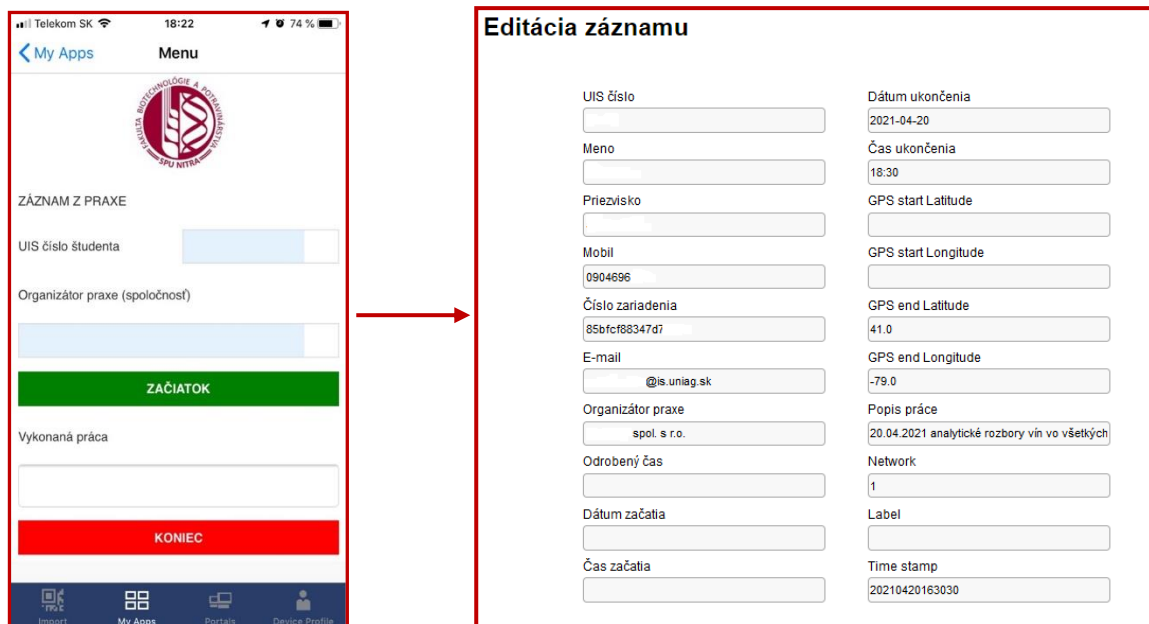 Telekom SK 18:22 74 %
My Apps Menu
FAKULTA BIOTECHNOLÓGIE A POTRAVINÁRSTVA
SPU NITRA
ZÁZNAM Z PRAXE
UIS číslo študenta
Organizátor praxe (spoločnosť)
ZAČIATOK
Vykonaná práca
KONIEC
Import My Apps Portals Device Profile
Editácia záznamu
UIS číslo
Meno
Priezvisko
Mobil
0904696
Číslo zariadenia
85bfcf88347d7
E-mail
@is.uniag.sk
Organizátor praxe
spol. s r.o.
Odrobený čas
Dátum začatia
Čas začatia
Dátum ukončenia
2021-04-20
Čas ukončenia
18:30
GPS start Latitude
GPS start Longitude
GPS end Latitude
41.0
GPS end Longitude
-79.0
Popis práce
20.04.2021 analytické rozbory vín vo všetkých
Network
1
Label
Time stamp
20210420163030